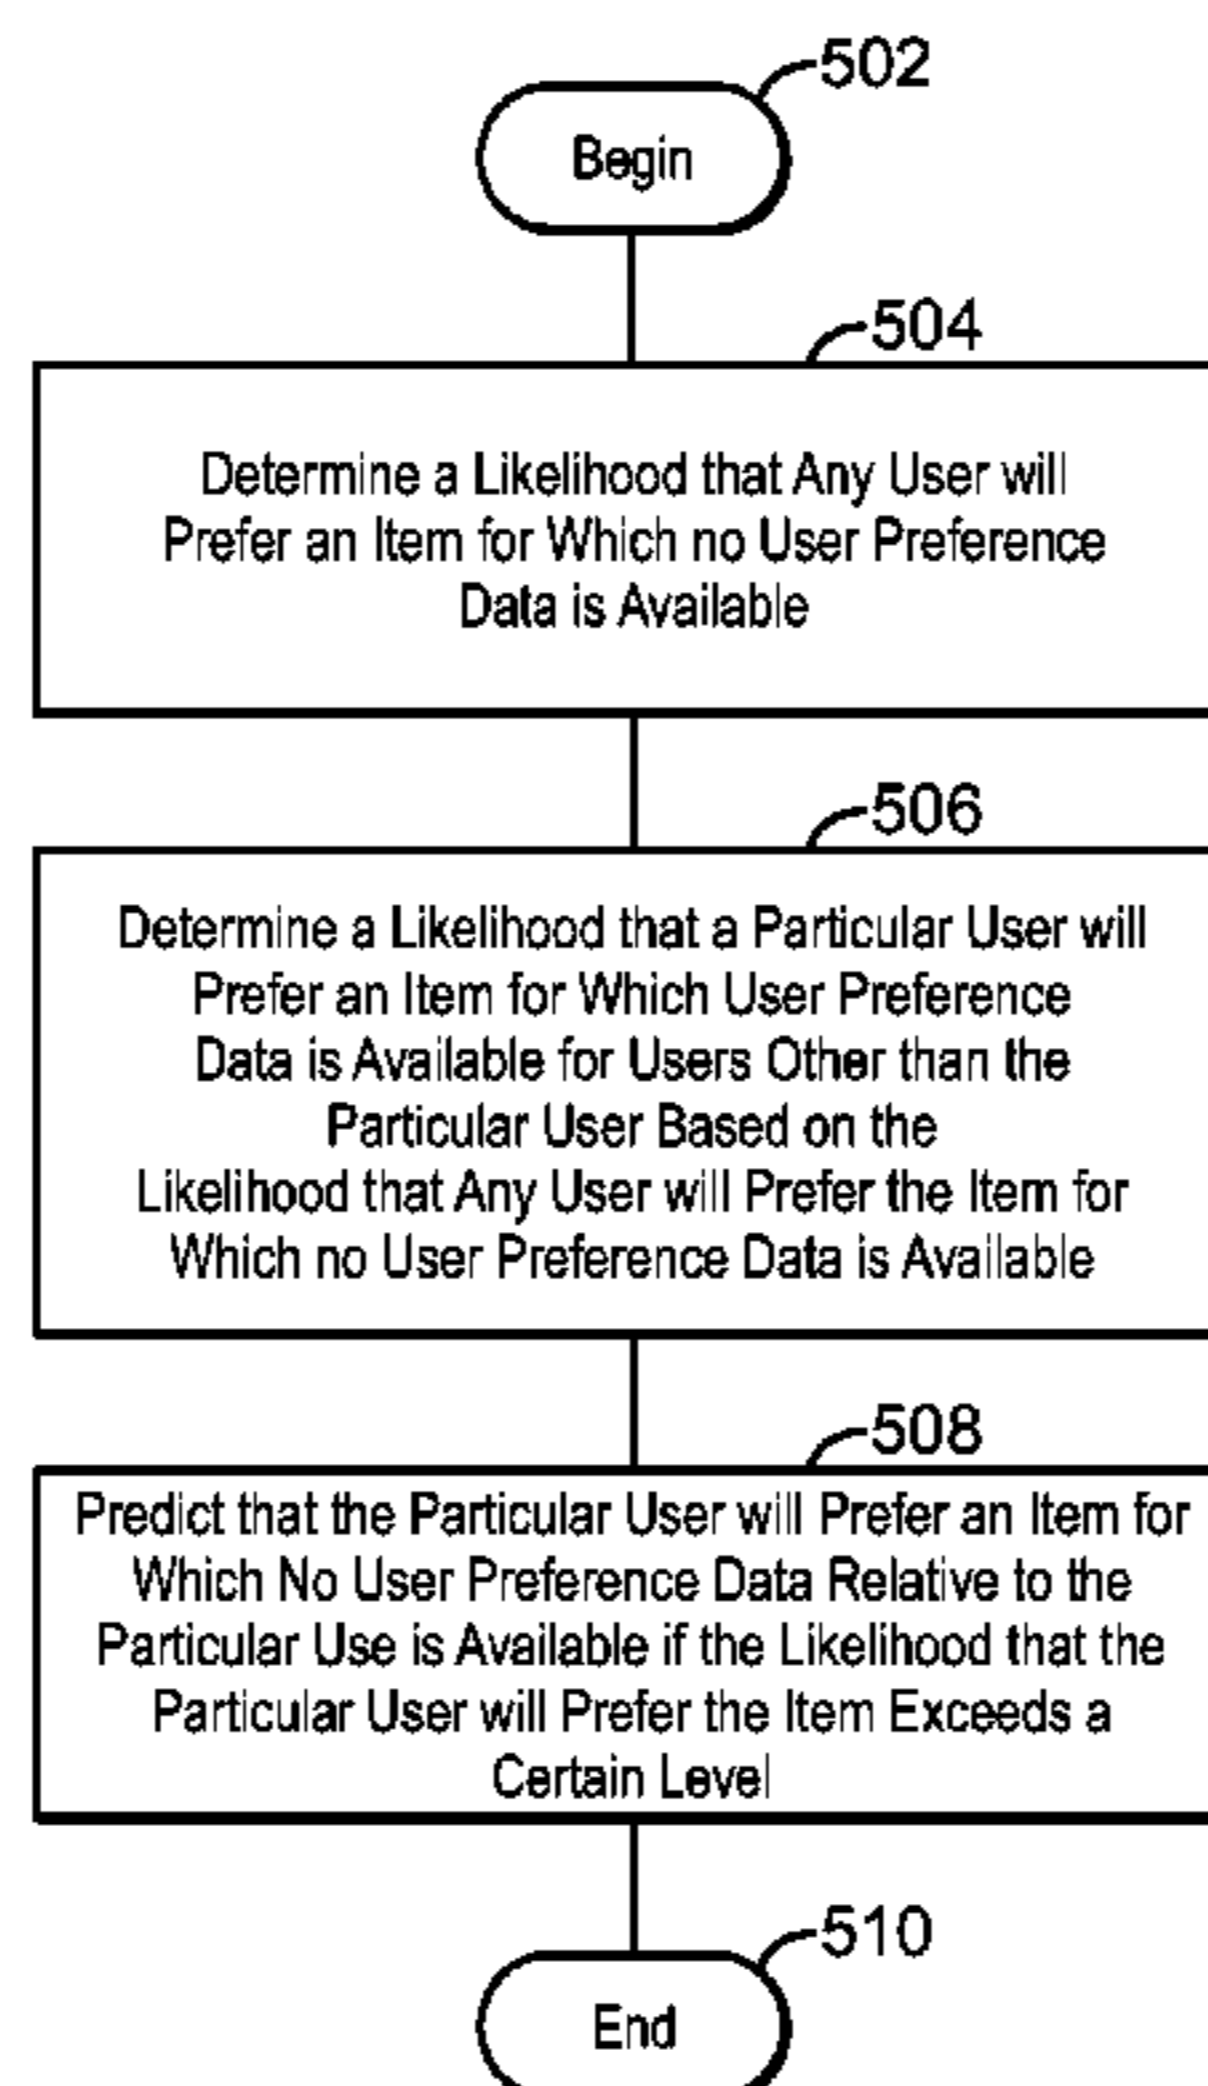 502
Begin
504
Determine a Likelihood that Any User will
Prefer an Item for Which no User Preference
Data is Available
506
Determine a Likelihood that a Particular User will
Prefer an Item for Which User Preference
Data is Available for Users Other than the
Particular User Based on the
Likelihood that Any User will Prefer the Item for
Which no User Preference Data is Available
508
Predict that the Particular User will Prefer an Item for
Which No User Preference Data Relative to the
Particular Use is Available if the Likelihood that the
Particular User will Prefer the Item Exceeds a
Certain Level
510
End